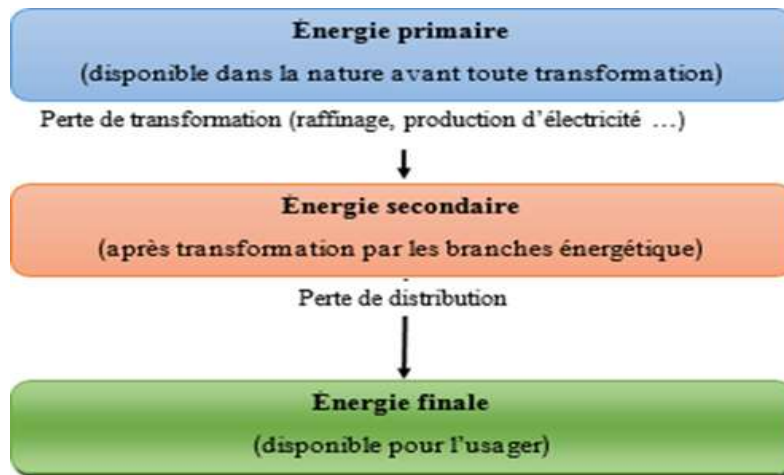 Énergie primaire
(disponible dans la nature avant toute transformation)
Perte de transformation (raffinage, production d’électricité …)
Énergie secondaire
(après transformation par les branches énergétique)
Perte de distribution
Énergie finale
(disponible pour l’usager)